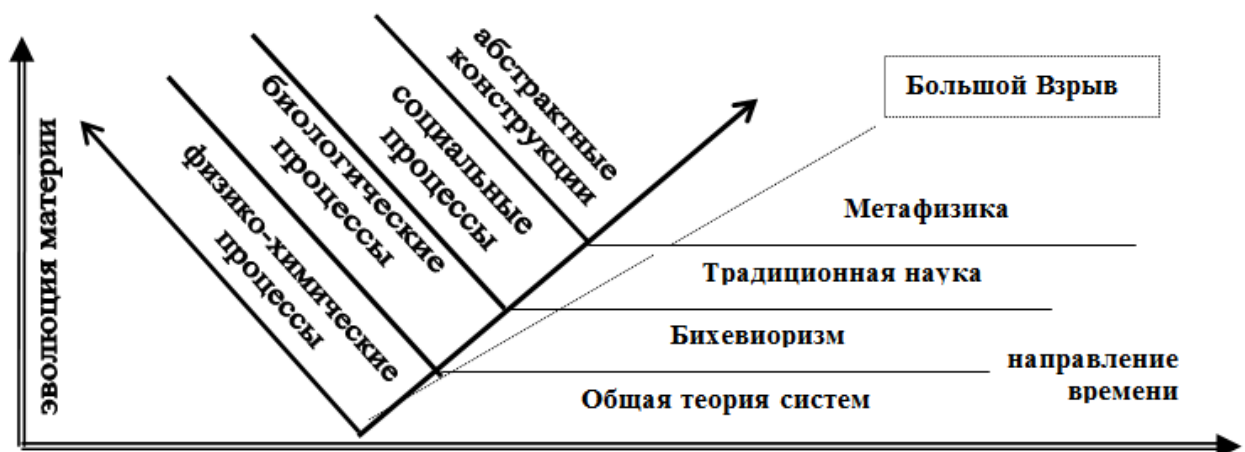 эволюция материи
физико-химические
процессы
биологические
процессы
социальные
процессы
абстрактные
конструкции
Большой Взрыв
Метафизика
Традиционная наука
Бихевиоризм
Общая теория систем
направление
времени